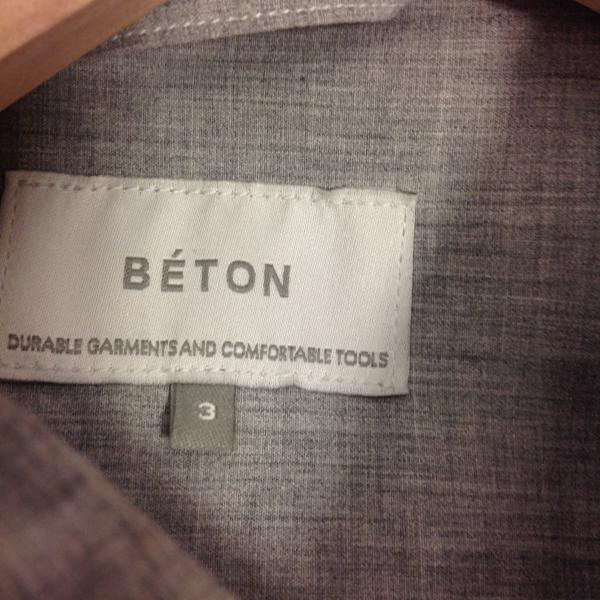 BÉTON
DURABLE GARMENTS AND COMFORTABLE TOOLS
3